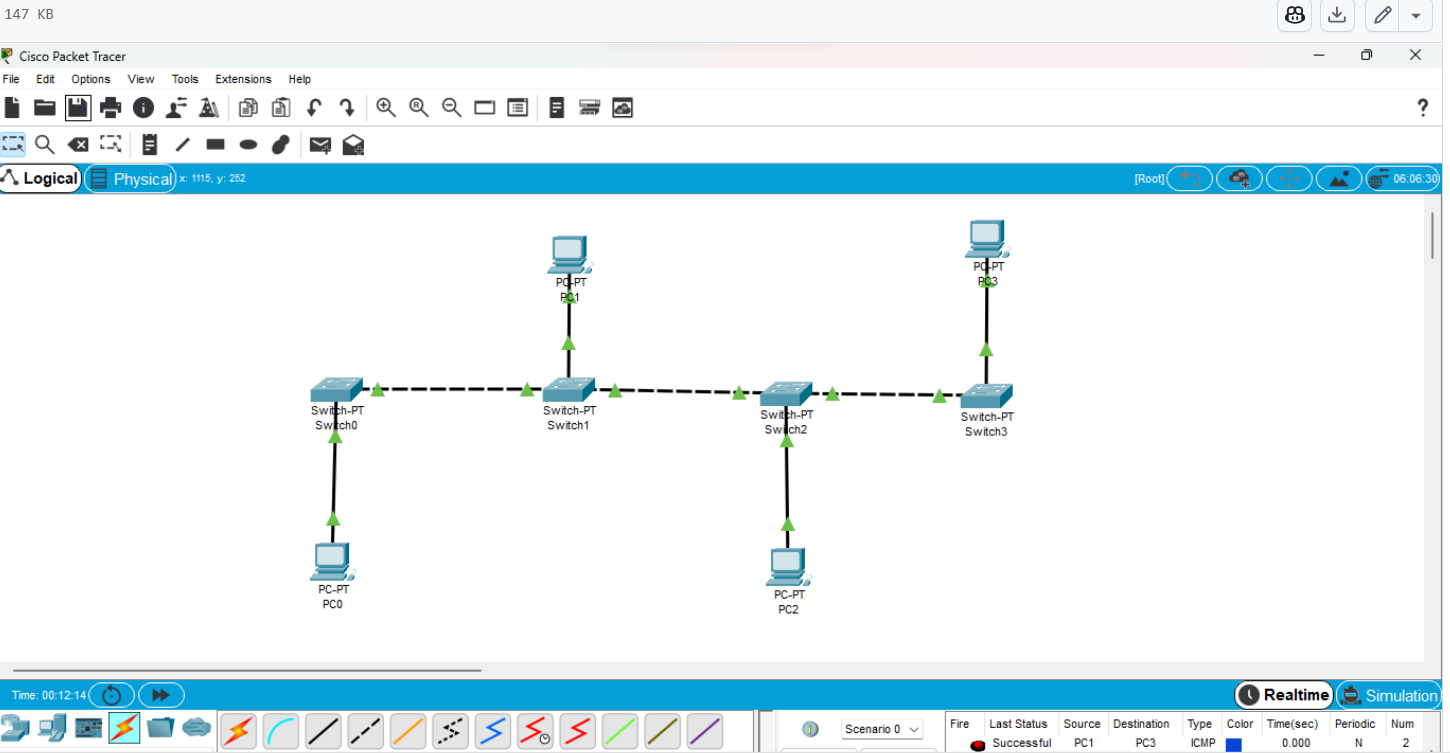 147 KB
Cisco Packet Tracer
File Edit Options View Tools Extensions Help
?
Logical Physical x: 1115, y: 252 [Root] 06:06:30
PC-PT
PC3
PC-PT
PC1
Switch-PT
Switch0
Switch-PT
Switch1
Switch-PT
Switch2
Switch-PT
Switch3
PC-PT
PC0
PC-PT
PC2
Time: 00:12:14 Realtime Simulation
Scenario 0
Fire Last Status Source Destination Type Color Time(sec) Periodic Num
Successful PC1 PC3 ICMP 0.000 N 2